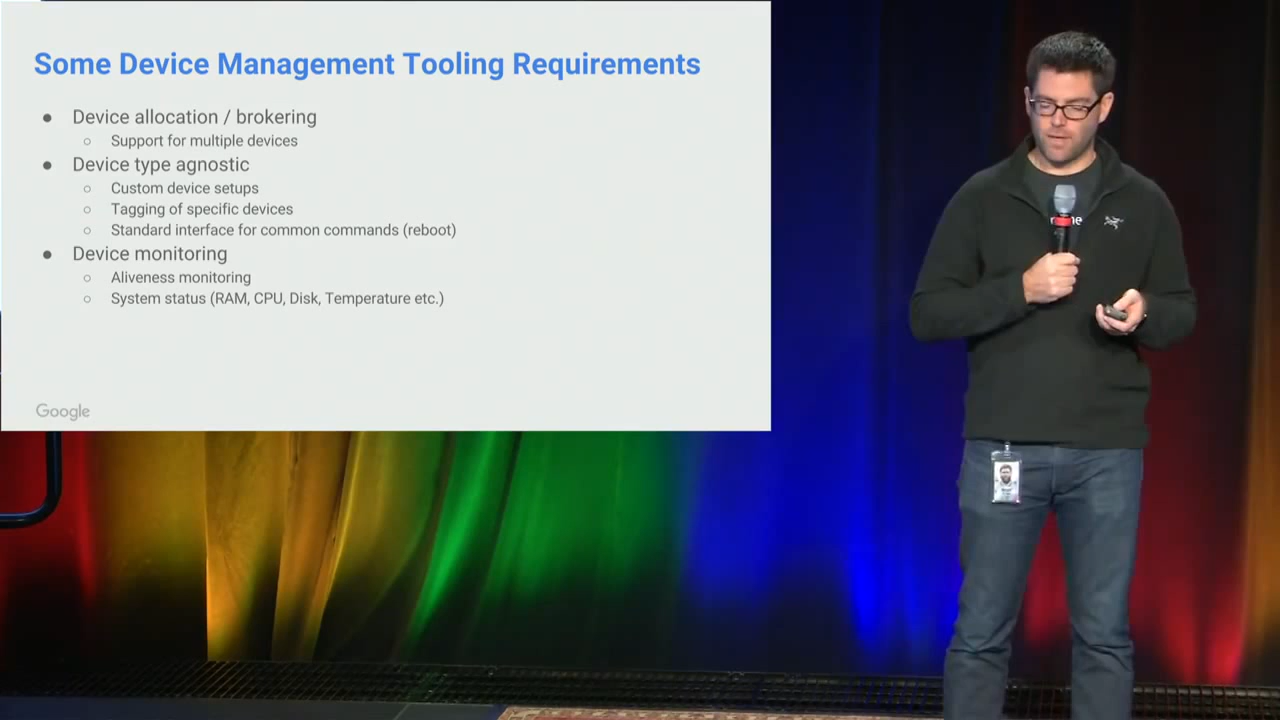 Some Device Management Tooling Requirements
● Device allocation / brokering
○ Support for multiple devices
● Device type agnostic
○ Custom device setups
○ Tagging of specific devices
○ Standard interface for common commands (reboot)
● Device monitoring
○ Aliveness monitoring
○ System status (RAM, CPU, Disk, Temperature etc.)
Google